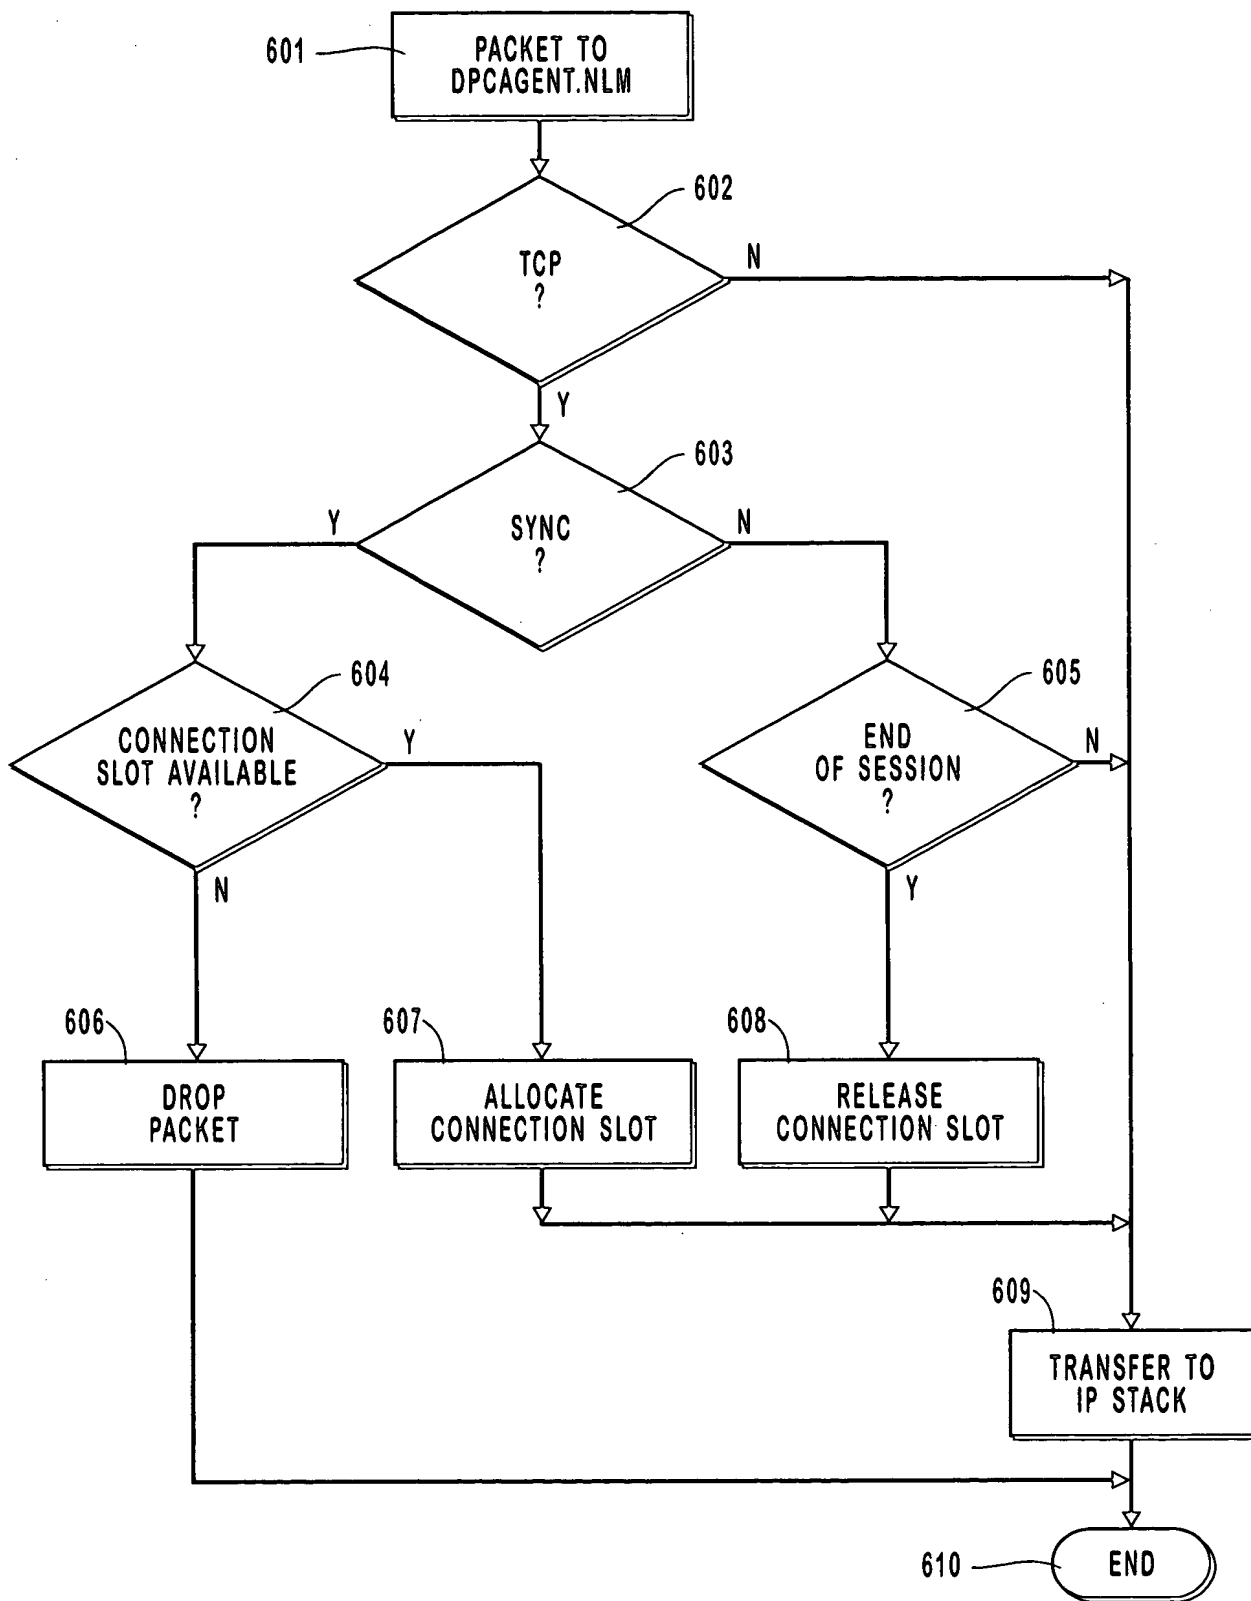 601
PACKET TO
DPCAGENT.NLM
602
TCP
?
N
Y
603
SYNC
?
Y
N
604
CONNECTION
SLOT AVAILABLE
?
Y
N
605
END
OF SESSION
?
N
Y
606
DROP
PACKET
607
ALLOCATE
CONNECTION SLOT
608
RELEASE
CONNECTION SLOT
609
TRANSFER TO
IP STACK
610
END